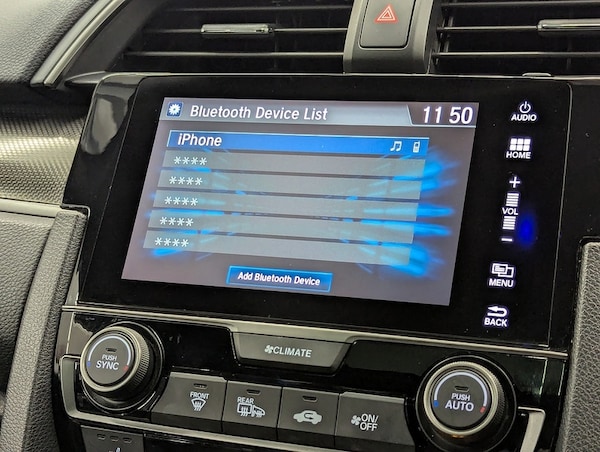 Bluetooth Device List 11 50
iPhone
****
****
****
****
****
Add Bluetooth Device
AUDIO
HOME
+
VOL
-
MENU
BACK
CLIMATE
PUSH
SYNC
FRONT
REAR
ON/
OFF
PUSH
AUTO